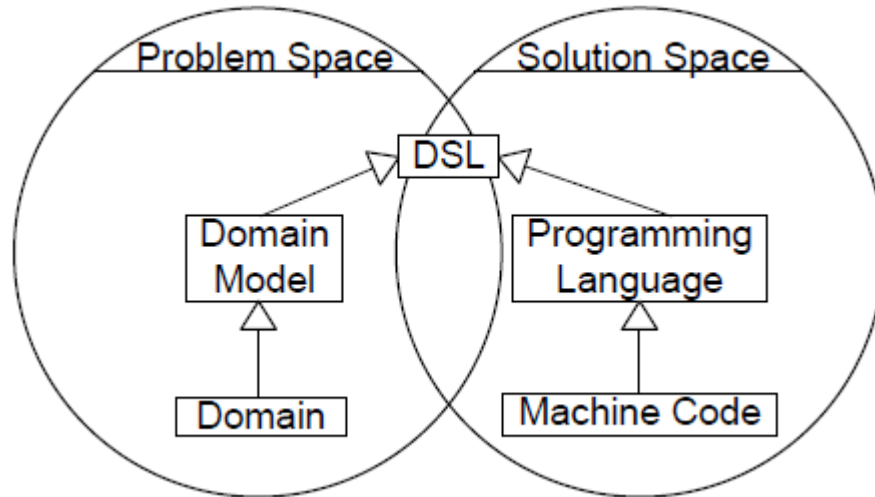 Problem Space
Solution Space
DSL
Domain
Model
Programming
Language
Domain
Machine Code